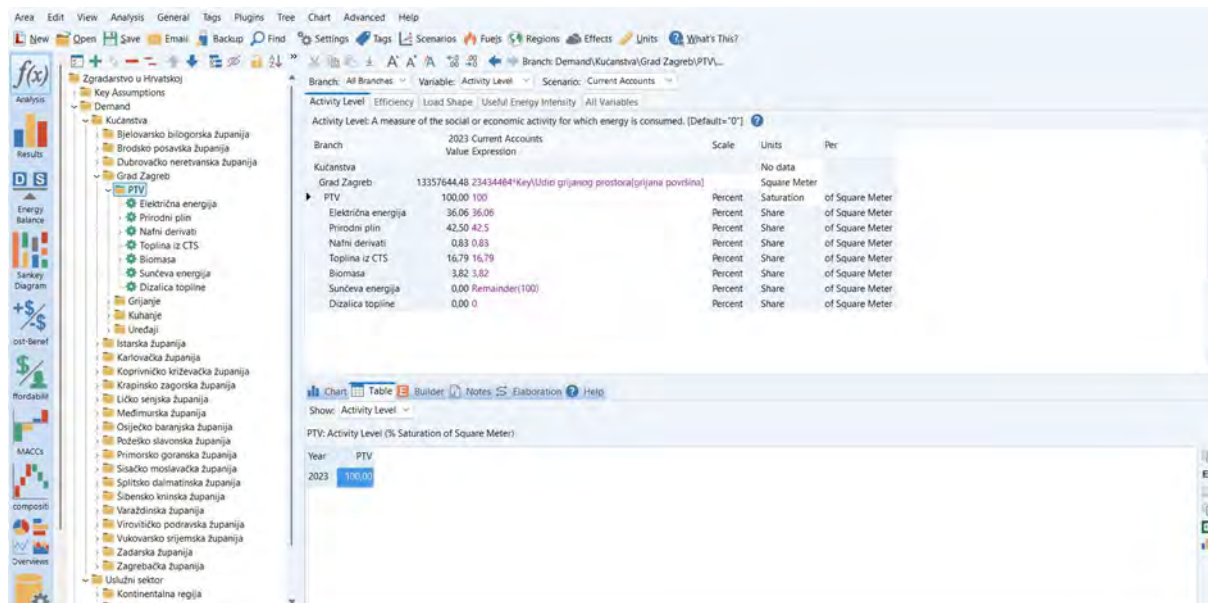 Area Edit View Analysis General Tags Plugins Tree Chart Advanced Help
New Open Save Email Backup Find Settings Tags Scenarios Fuels Regions Effects Units What's This?
Branch: Demand\Kućanstva\Grad Zagreb\PTV\...
f(x)
Analysis
Results
D S
Energy Balance
Sankey Diagram
+$/-$
ost-Benef
ffordabilit
MACCs
compositi
Overviews
Zgradarstvo u Hrvatskoj
Key Assumptions
Demand
Kućanstva
Bjelovarsko bilogorska županija
Brodsko posavska županija
Dubrovačko neretvanska županija
Grad Zagreb
PTV
Električna energija
Prirodni plin
Nafni derivati
Toplina iz CTS
Biomasa
Sunčeva energija
Dizalica topline
Grijanje
Kuhanje
Uređaji
Istarska županija
Karlovačka županija
Koprivničko križevačka županija
Krapinsko zagorska županija
Ličko senjska županija
Međimurska županija
Osiječko baranjska županija
Požeško slavonska županija
Primorsko goranska županija
Sisačko moslavačka županija
Splitsko dalmatinska županija
Šibensko kninska županija
Varaždinska županija
Virovitičko podravska županija
Vukovarsko srijemska županija
Zadarska županija
Zagrebačka županija
Uslužni sektor
Kontinentalna regija
Branch: All Branches Variable: Activity Level Scenario: Current Accounts
Activity Level Efficiency Load Shape Useful Energy Intensity All Variables
Activity Level: A measure of the social or economic activity for which energy is consumed. [Default="0"]
Branch 2023 Value Current Accounts Expression Scale Units Per
Kućanstva No data
Grad Zagreb 13357644,48 23434464*Key\Udio grijanog prostora[grijana površina] Square Meter
PTV 100,00 100 Percent Saturation of Square Meter
Električna energija 36,06 36,06 Percent Share of Square Meter
Prirodni plin 42,50 42,5 Percent Share of Square Meter
Nafni derivati 0,83 0,83 Percent Share of Square Meter
Toplina iz CTS 16,79 16,79 Percent Share of Square Meter
Biomasa 3,82 3,82 Percent Share of Square Meter
Sunčeva energija 0,00 Remainder(100) Percent Share of Square Meter
Dizalica topline 0,00 0 Percent Share of Square Meter
Chart Table Builder Notes Elaboration Help
Show: Activity Level
PTV: Activity Level (% Saturation of Square Meter)
Year PTV
2023 100,00